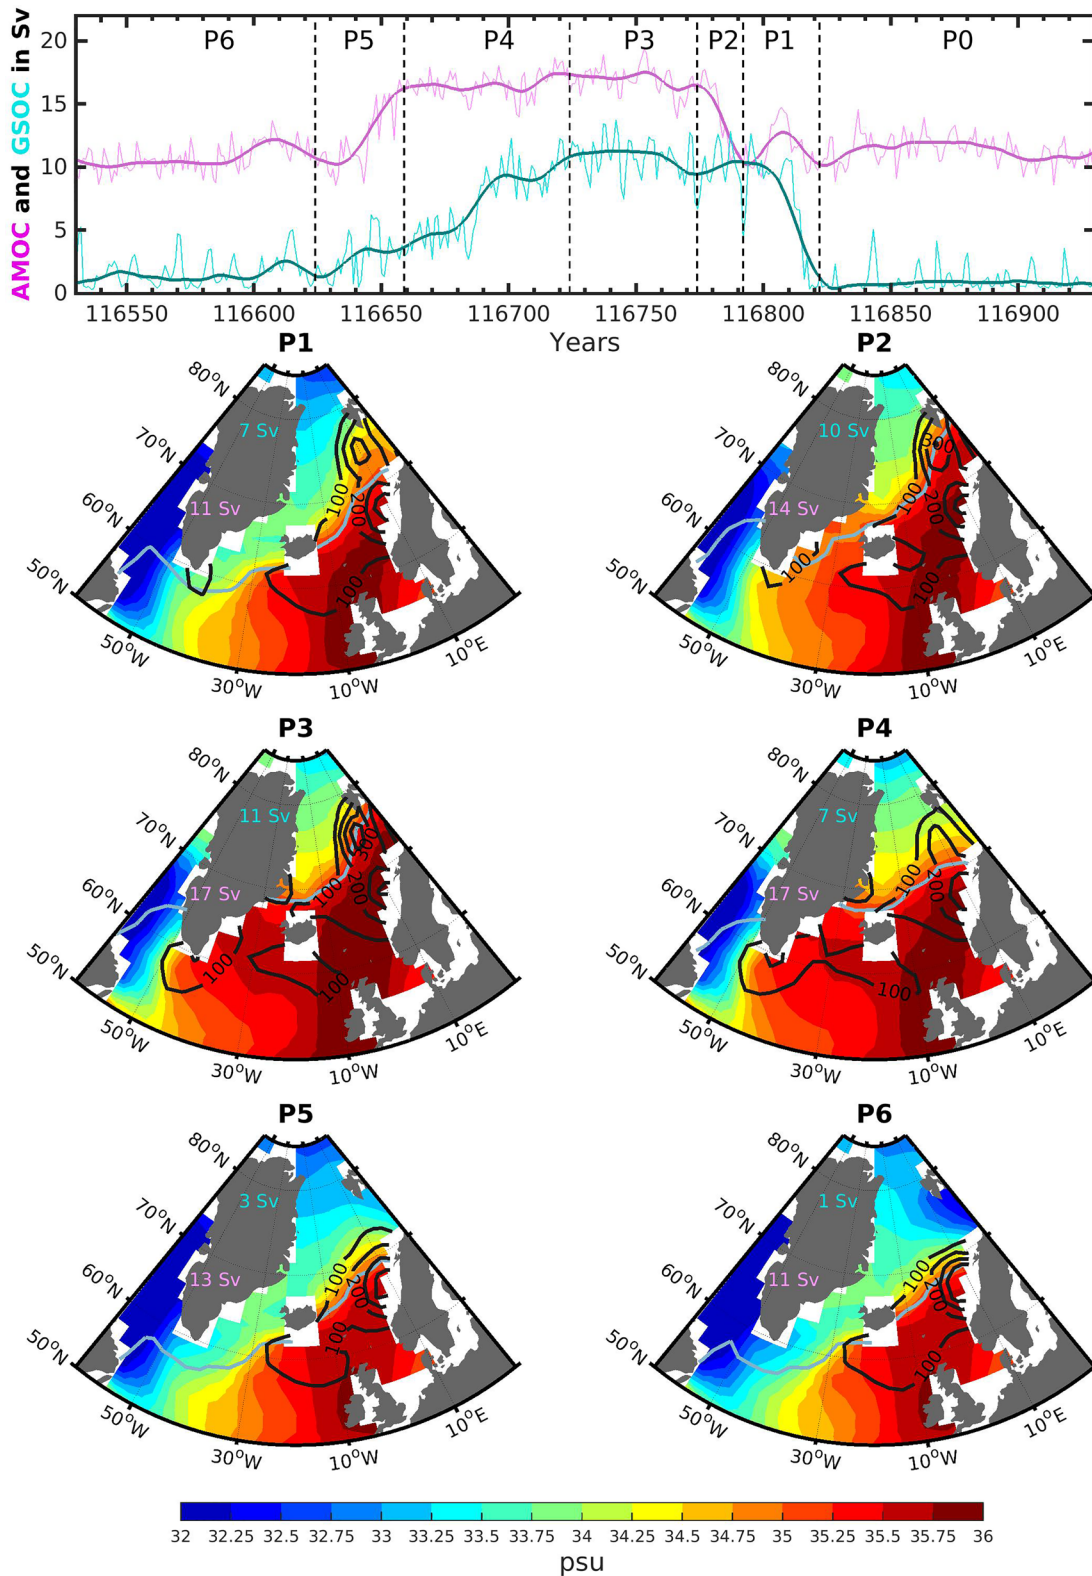 AMOC and GSOC in Sv
20
15
10
5
0
P6 P5 P4 P3 P2 P1 P0
116550 116600 116650 116700 116750 116800 116850 116900
Years
P1
80°N
70°N
60°N
50°N
50°W
30°W
10°W
10°E
7 Sv
11 Sv
100
200
100
P2
80°N
70°N
60°N
50°N
50°W
30°W
10°W
10°E
10 Sv
14 Sv
300
100
200
100
100
P3
80°N
70°N
60°N
50°N
50°W
30°W
10°W
10°E
11 Sv
17 Sv
300
100
200
100
100
P4
80°N
70°N
60°N
50°N
50°W
30°W
10°W
10°E
7 Sv
17 Sv
100
200
100
P5
80°N
70°N
60°N
50°N
50°W
30°W
10°W
10°E
3 Sv
13 Sv
100
200
100
P6
80°N
70°N
60°N
50°N
50°W
30°W
10°W
10°E
1 Sv
11 Sv
100
200
100
32 32.25 32.5 32.75 33 33.25 33.5 33.75 34 34.25 34.5 34.75 35 35.25 35.5 35.75 36
psu